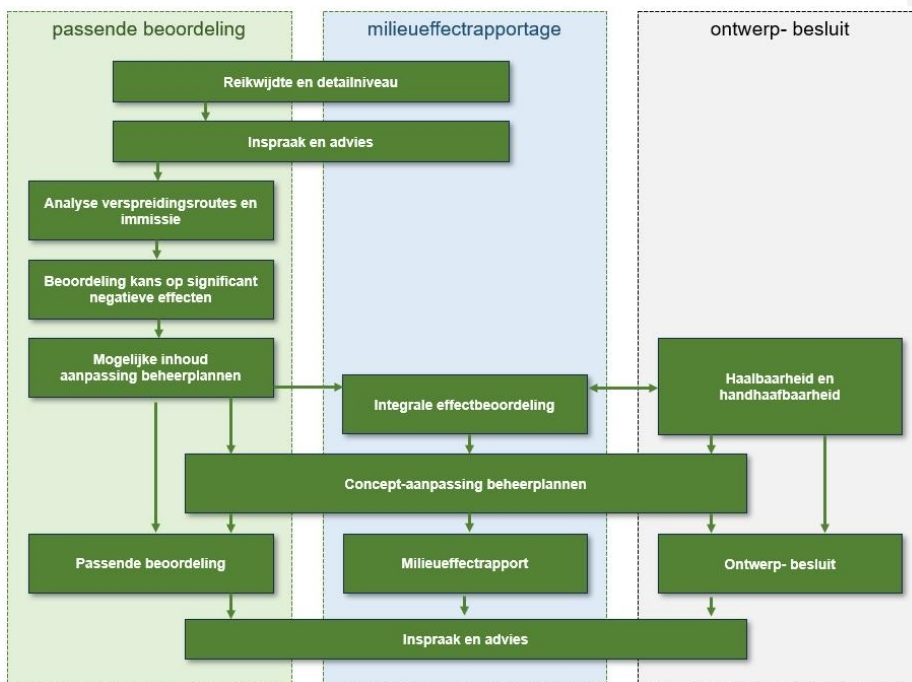 passende beoordeling
milieueffectrapportage
ontwerp- besluit
Reikwijdte en detailniveau
Inspraak en advies
Analyse verspreidingsroutes en
immissie
Beoordeling kans op significant
negatieve effecten
Mogelijke inhoud
aanpassing beheerplannen
Integrale effectbeoordeling
Haalbaarheid en
handhaafbaarheid
Concept-aanpassing beheerplannen
Passende beoordeling
Milieueffectrapport
Ontwerp- besluit
Inspraak en advies